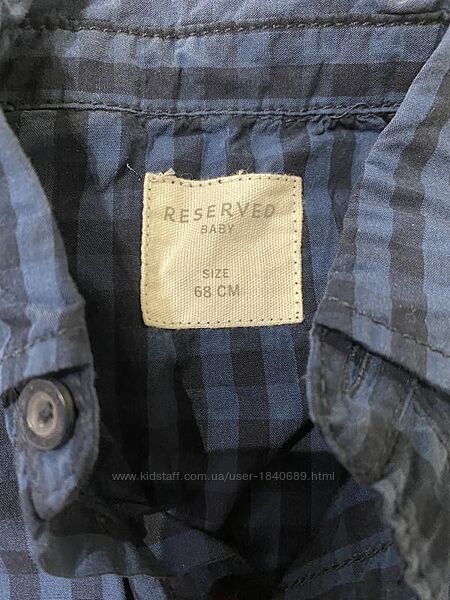 RESERVED
BABY
SIZE
68 CM
www.kidstaff.com.ua/user-1840689.html